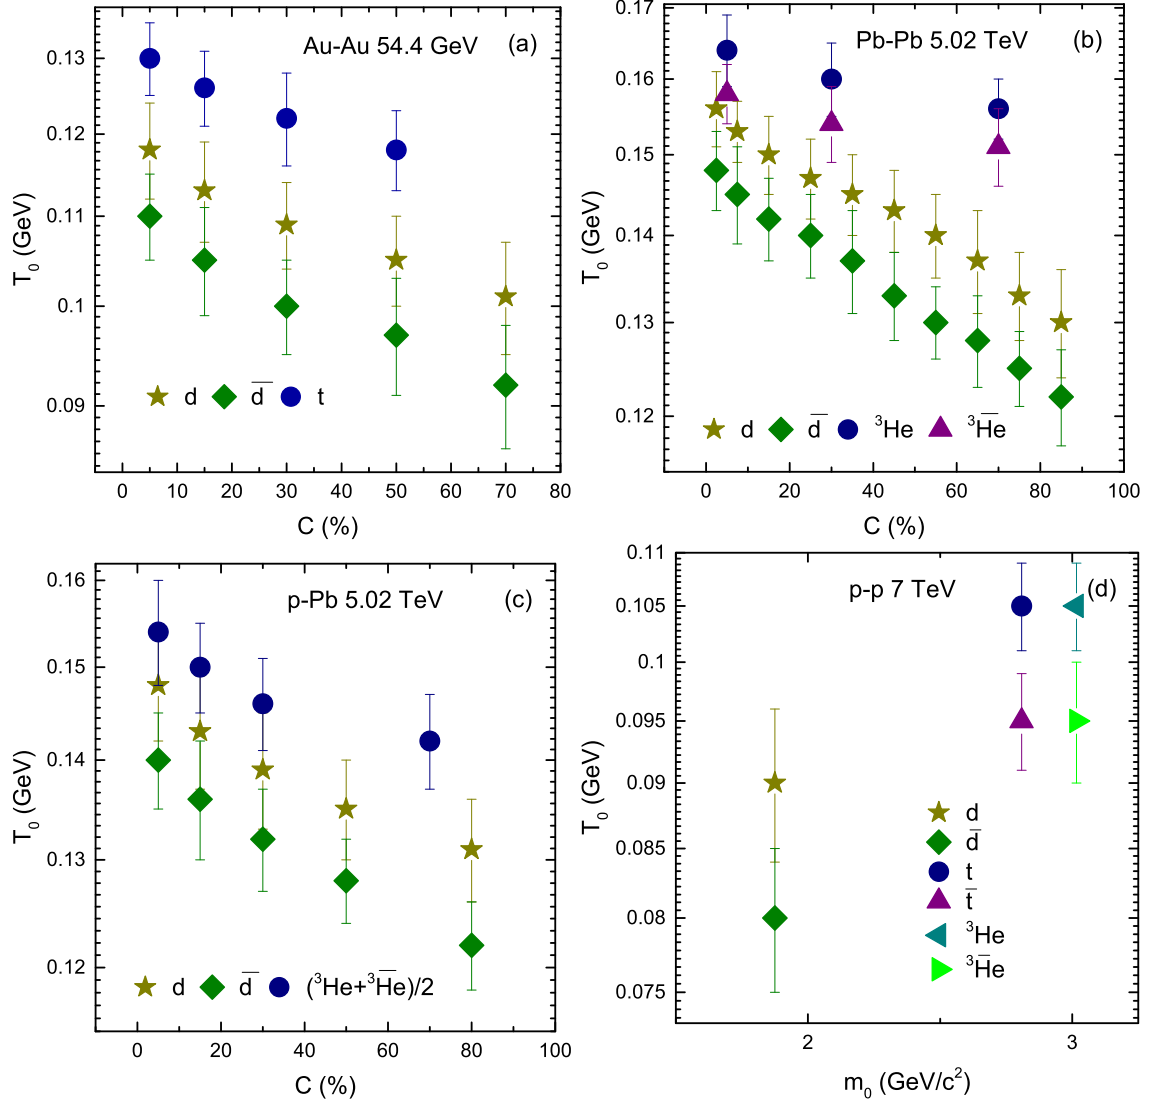 Au-Au 54.4 GeV (a)
0.13
0.12
0.11
0.1
0.09
T₀ (GeV)
d d̅ t
0 10 20 30 40 50 60 70 80
C (%)
Pb-Pb 5.02 TeV (b)
0.17
0.16
0.15
0.14
0.13
0.12
T₀ (GeV)
d d̅ ³He ³H̅e̅
0 20 40 60 80 100
C (%)
p-Pb 5.02 TeV (c)
0.16
0.15
0.14
0.13
0.12
T₀ (GeV)
d d̅ (³He+³H̅e̅)/2
0 20 40 60 80 100
C (%)
p-p 7 TeV (d)
0.11
0.105
0.1
0.095
0.09
0.085
0.08
0.075
T₀ (GeV)
d
d̅
t
t̅
³He
³H̅e̅
2 3
m₀ (GeV/c²)